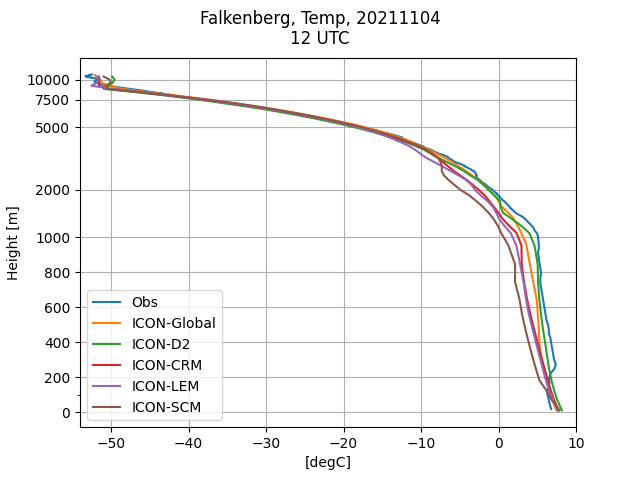 Falkenberg, Temp, 20211104
12 UTC
Height [m]
10000
7500
5000
2000
1000
800
600
400
200
0
Obs
ICON-Global
ICON-D2
ICON-CRM
ICON-LEM
ICON-SCM
−50
−40
−30
−20
−10
0
10
[degC]